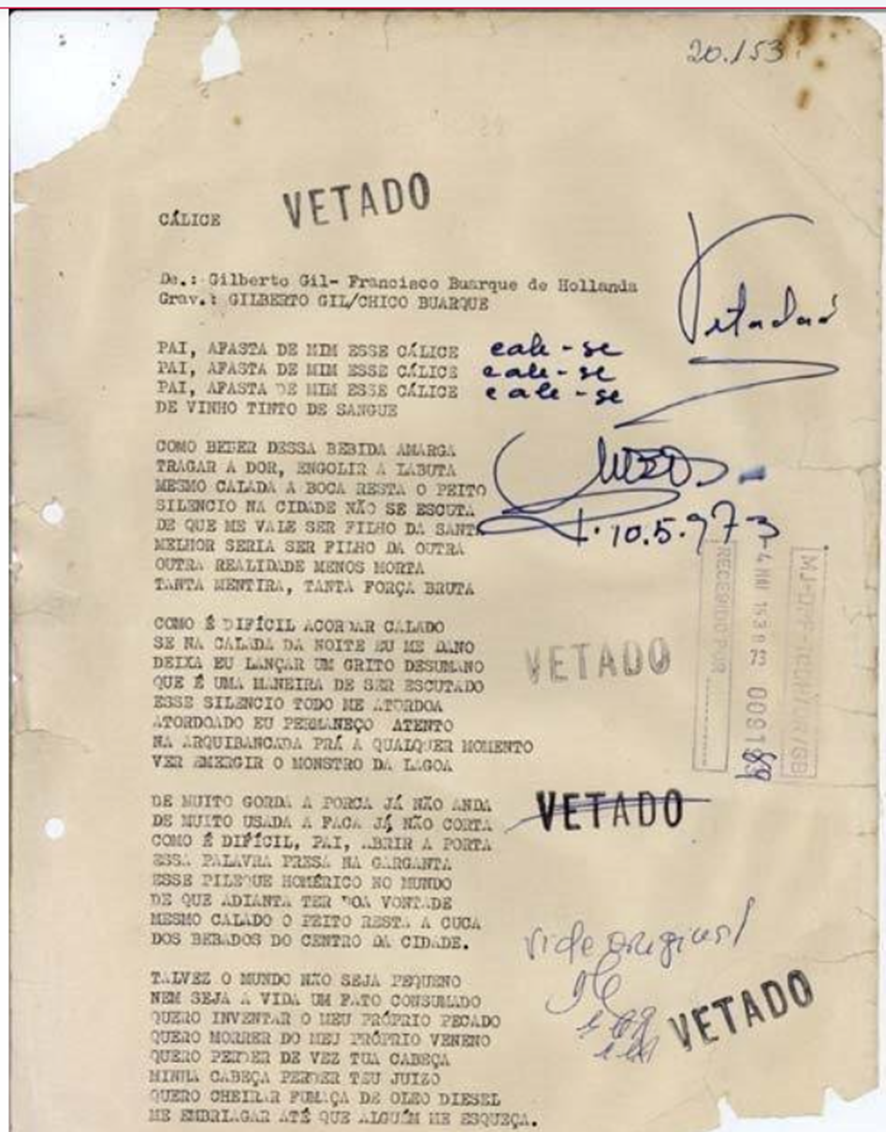 20.153
CÁLICE VETADO
De.: Gilberto Gil- Francisco Buarque de Hollanda
Grav.: GILBERTO GIL/CHICO BUARQUE
Vetado
PAI, AFASTA DE MIM ESSE CÁLICE cale-se
PAI, AFASTA DE MIM ESSE CÁLICE cale-se
PAI, AFASTA DE MIM ESSE CÁLICE cale-se
DE VINHO TINTO DE SANGUE
COMO BEBER DESSA BEBIDA AMARGA
TRAGAR A DOR, ENGOLIR A LABUTA
MESMO CALADA A BOCA RESTA O PEITO
SILENCIO NA CIDADE NÃO SE ESCUTA
DE QUE ME VALE SER FILHO DA SANTA
MELHOR SERIA SER FILHO DA OUTRA
OUTRA REALIDADE MENOS MORTA
TANTA MENTIRA, TANTA FORÇA BRUTA
10.5.973
RECEBIDO POR
73 0091
COMO É DIFÍCIL ACORDAR CALADO
SE NA CALADA DA NOITE EU ME DANO
DEIXA EU LANÇAR UM GRITO DESUMANO
QUE É UMA MANEIRA DE SER ESCUTADO
ESSE SILENCIO TODO ME ATORDOA
ATORDOADO EU PERMANEÇO ATENTO
NA ARQUIBANCADA PRÁ A QUALQUER MOMENTO
VER EMERGIR O MONSTRO DA LAGOA
VETADO
DE MUITO GORDA A PORCA JÁ NÃO ANDA
DE MUITO USADA A FACA JÁ NÃO CORTA
COMO É DIFÍCIL, PAI, ABRIR A PORTA
ESSA PALAVRA PRESA NA GARGANTA
ESSE PILEQUE HOMÉRICO NO MUNDO
DE QUE ADIANTA TER BOA VONTADE
MESMO CALADO O PEITO RESTA A CUCA
DOS BEBADOS DO CENTRO DA CIDADE.
VETADO
TALVEZ O MUNDO NÃO SEJA PEQUENO
NEM SEJA A VIDA UM FATO CONSUMADO
QUERO INVENTAR O MEU PRÓPRIO PECADO
QUERO MORRER DO MEU PRÓPRIO VENENO
QUERO PERDER DE VEZ TUA CABEÇA
MINHA CABEÇA PERDER TEU JUIZO
QUERO CHEIRAR FUMAÇA DE OLEO DIESEL
ME EMBRIAGAR ATÉ QUE ALGUÉM ME ESQUEÇA.
vide original
VETADO